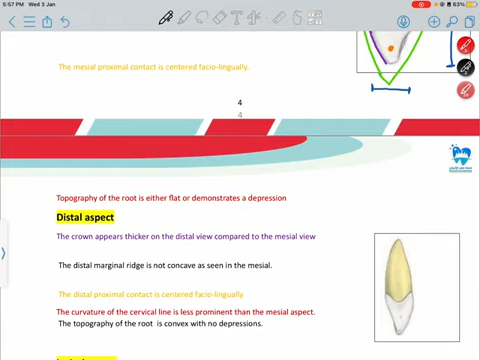 5:57 PM Wed 3 Jan
63%
The mesial proximal contact is centered facio-lingually.
4
4
Topography of the root is either flat or demonstrates a depression
Distal aspect
The crown appears thicker on the distal view compared to the mesial view
The distal marginal ridge is not concave as seen in the mesial.
The distal proximal contact is centered facio-lingually
The curvature of the cervical line is less prominent than the mesial aspect.
The topography of the root is convex with no depressions.